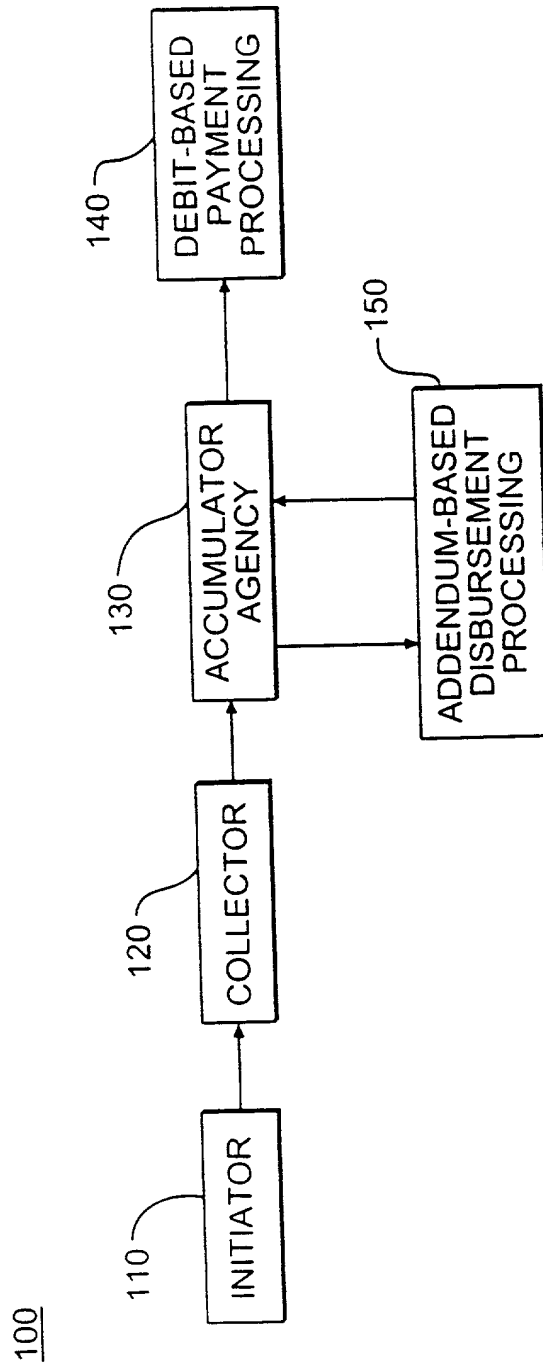 100
110
INITIATOR
120
COLLECTOR
130
ACCUMULATOR
AGENCY
140
DEBIT-BASED
PAYMENT
PROCESSING
150
ADDENDUM-BASED
DISBURSEMENT
PROCESSING